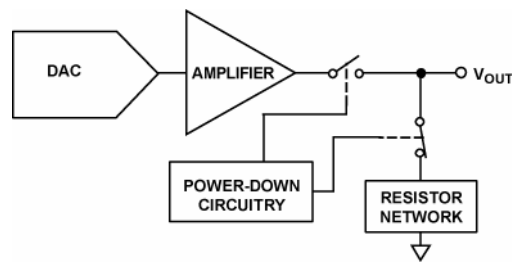 DAC
AMPLIFIER
VOUT
POWER-DOWN
CIRCUITRY
RESISTOR
NETWORK